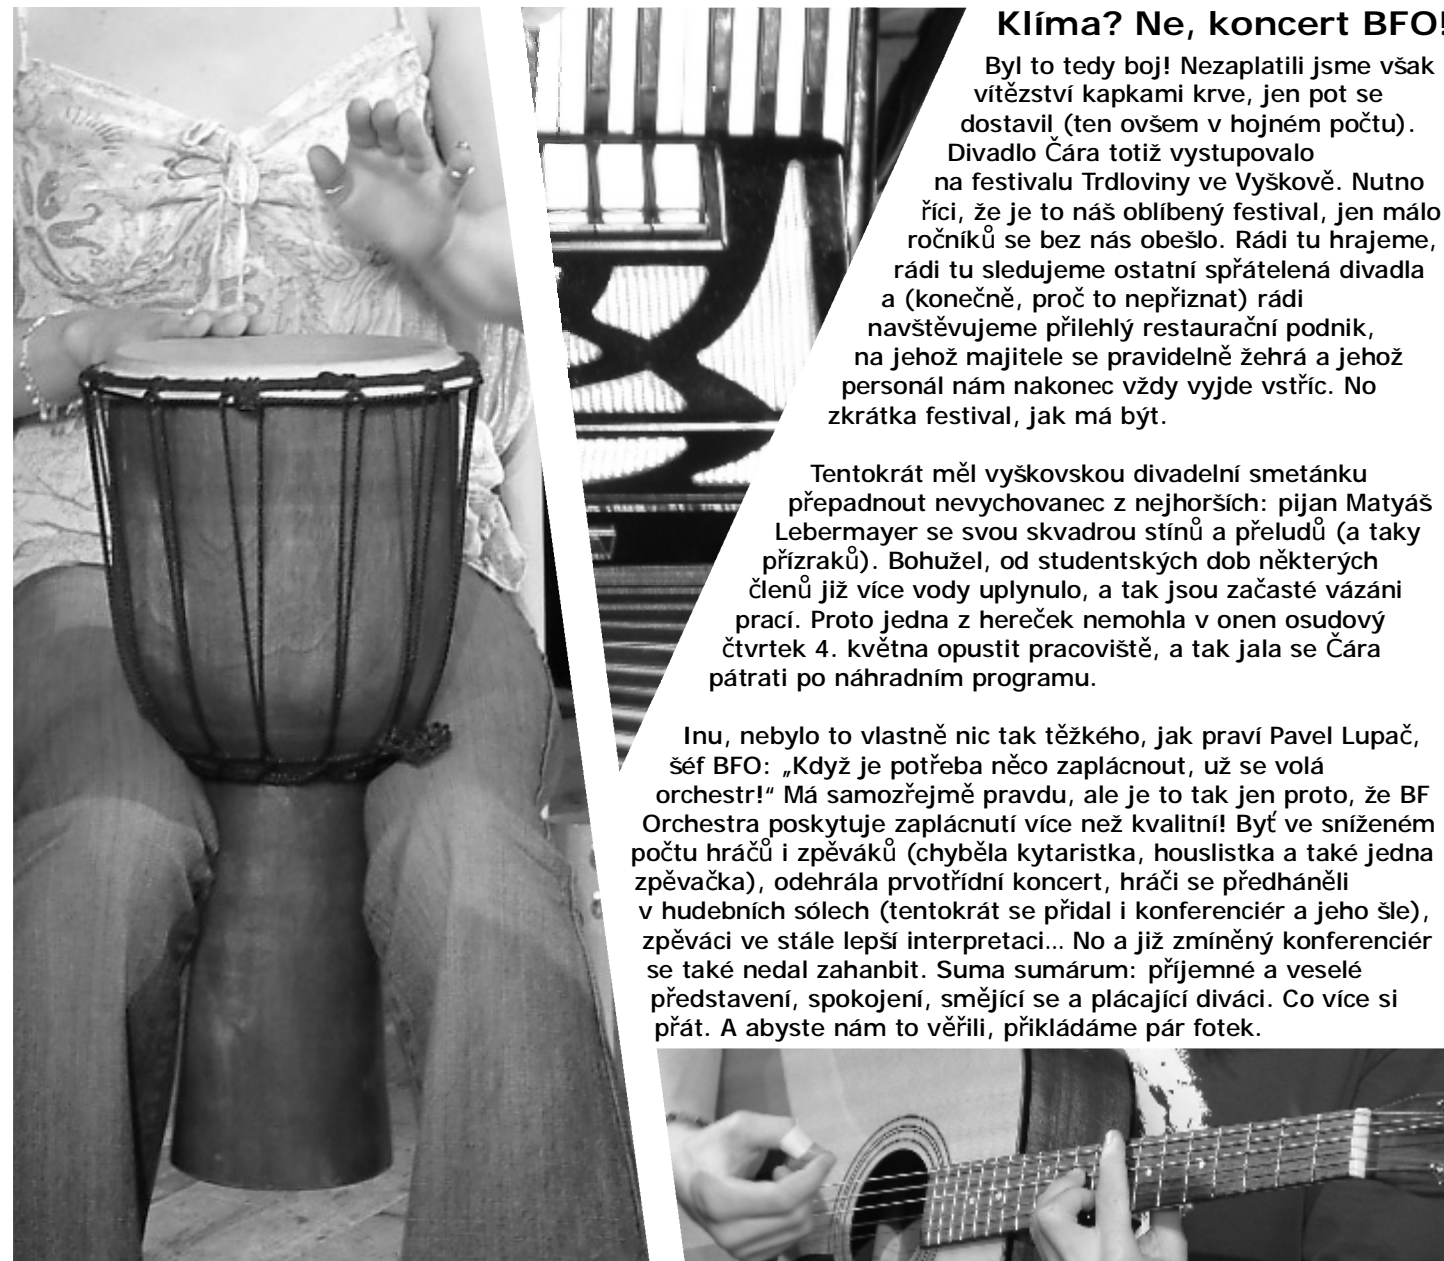 Klíma? Ne, koncert BFO!
Byl to tedy boj! Nezaplatili jsme však
vítězství kapkami krve, jen pot se
dostavil (ten ovšem v hojném počtu).
Divadlo Čára totiž vystupovalo
na festivalu Trdloviny ve Vyškově. Nutno
říci, že je to náš oblíbený festival, jen málo
ročníků se bez nás obešlo. Rádi tu hrajeme,
rádi tu sledujeme ostatní spřátelená divadla
a (konečně, proč to nepřiznat) rádi
navštěvujeme přilehlý restaurační podnik,
na jehož majitele se pravidelně žehrá a jehož
personál nám nakonec vždy vyjde vstříc. No
zkrátka festival, jak má být.
Tentokrát měl vyškovskou divadelní smetánku
přepadnout nevychovanec z nejhorších: pijan Matyáš
Lebermayer se svou skvadrou stínů a přeludů (a taky
přízraků). Bohužel, od studentských dob některých
členů již více vody uplynulo, a tak jsou začasté vázáni
prací. Proto jedna z hereček nemohla v onen osudový
čtvrtek 4. května opustit pracoviště, a tak jala se Čára
pátrati po náhradním programu.
Inu, nebylo to vlastně nic tak těžkého, jak praví Pavel Lupač,
šéf BFO: „Když je potřeba něco zaplácnout, už se volá
orchestr!“ Má samozřejmě pravdu, ale je to tak jen proto, že BF
Orchestra poskytuje zaplácnutí více než kvalitní! Byť ve sníženém
počtu hráčů i zpěváků (chyběla kytaristka, houslistka a také jedna
zpěvačka), odehrála prvotřídní koncert, hráči se předháněli
v hudebních sólech (tentokrát se přidal i konferenciér a jeho šle),
zpěváci ve stále lepší interpretaci... No a již zmíněný konferenciér
se také nedal zahanbit. Suma sumárum: příjemné a veselé
představení, spokojení, smějící se a plácající diváci. Co více si
přát. A abyste nám to věřili, přikládáme pár fotek.